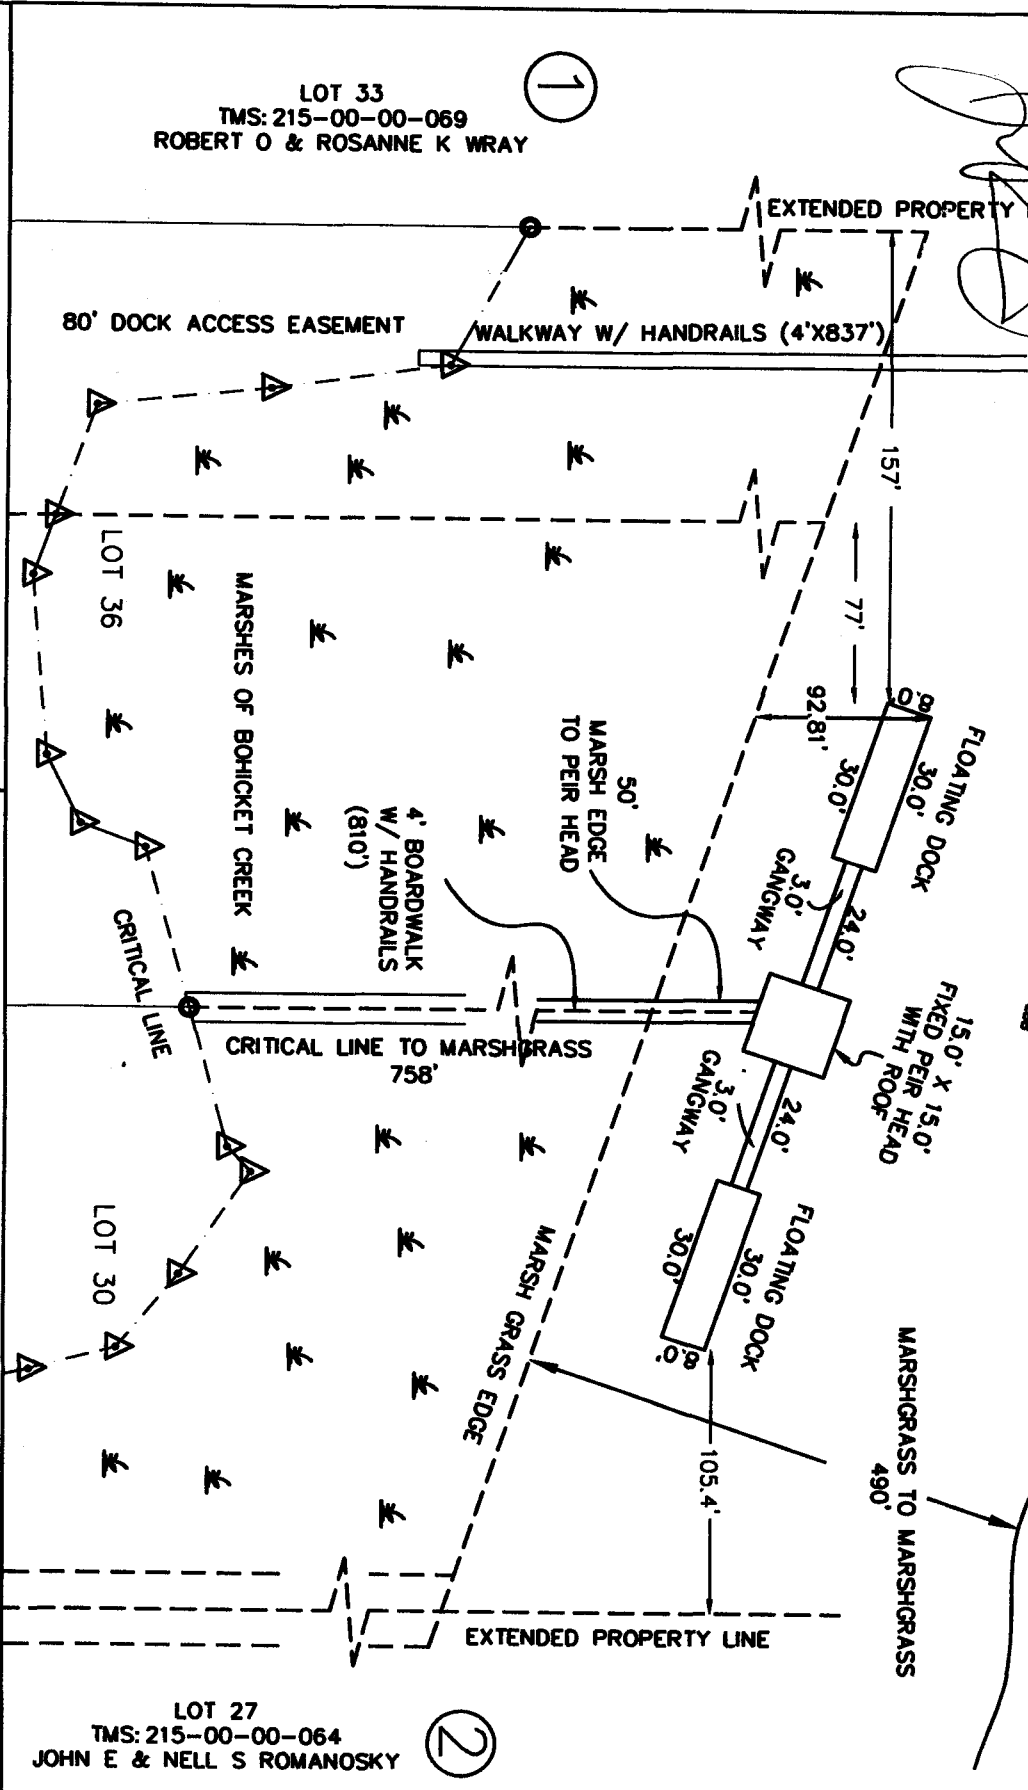 1
LOT 33
TMS: 215-00-00-069
ROBERT O & ROSANNE K WRAY
EXTENDED PROPERTY
80' DOCK ACCESS EASEMENT
WALKWAY W/ HANDRAILS (4'X837')
157'
77'
92.81'
LOT 36
MARSHES OF BOHICKET CREEK
50'
MARSH EDGE
TO PEIR HEAD
4' BOARDWALK
W/ HANDRAILS
(810')
8.0'
30.0'
30.0'
FLOATING DOCK
3.0'
GANGWAY
24.0'
15.0' X 15.0'
FIXED PEIR HEAD
WITH ROOF
CRITICAL LINE
CRITICAL LINE TO MARSHGRASS
758'
3.0'
GANGWAY
24.0'
FLOATING DOCK
30.0'
30.0'
8.0'
LOT 30
MARSH GRASS EDGE
105.4'
MARSHGRASS TO MARSHGRASS
490'
EXTENDED PROPERTY LINE
LOT 27
TMS: 215-00-00-064
JOHN E & NELL S ROMANOSKY
2